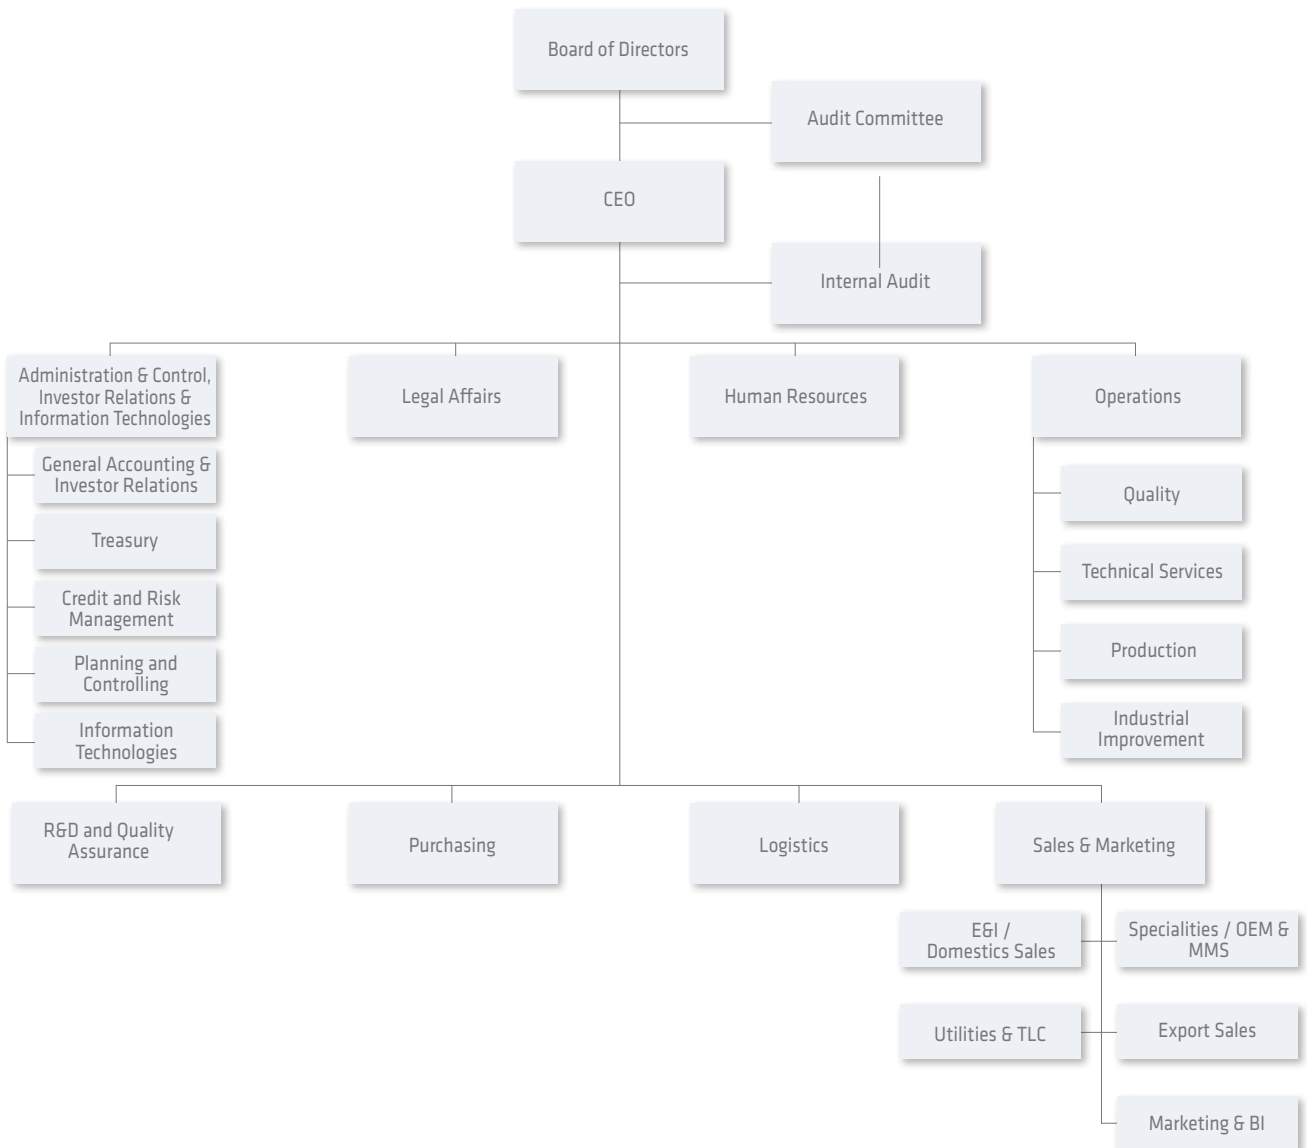 Board of Directors
Audit Committee
CEO
Internal Audit
Administration & Control,
Investor Relations &
Information Technologies
Legal Affairs
Human Resources
Operations
General Accounting &
Investor Relations
Quality
Treasury
Technical Services
Credit and Risk
Management
Production
Planning and
Controlling
Industrial
Improvement
Information
Technologies
R&D and Quality
Assurance
Purchasing
Logistics
Sales & Marketing
E&I /
Domestics Sales
Specialities / OEM &
MMS
Utilities & TLC
Export Sales
Marketing & BI